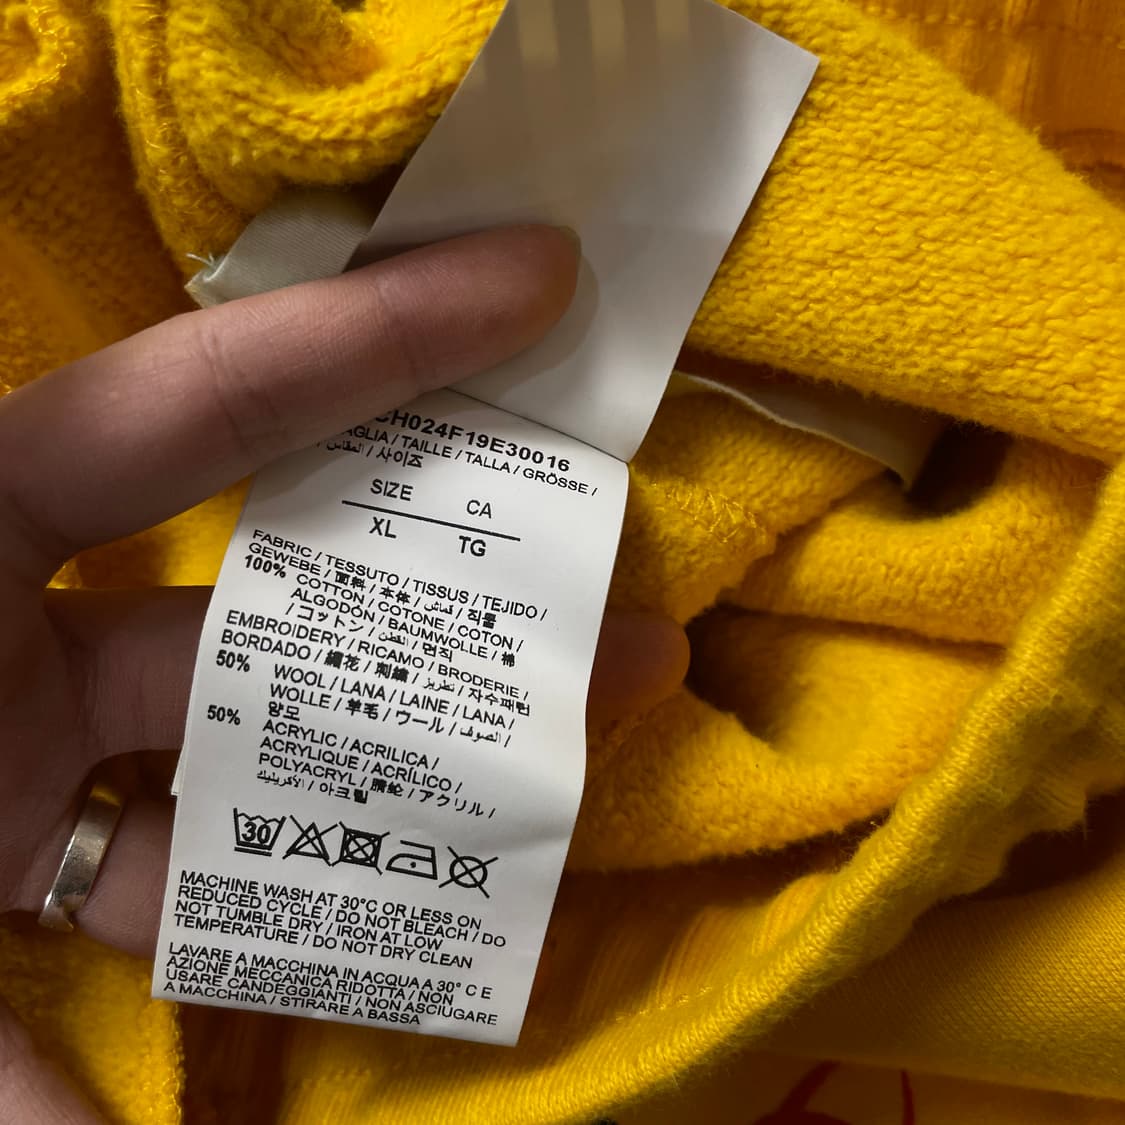 CH024F19E30016
TAGLIA / TAILLE / TALLA / GRÖSSE /
المقاس / 사이즈
SIZE CA
XL TG
FABRIC / TESSUTO / TISSUS / TEJIDO /
GEWEBE / 面料 / 本体 / قماش / 직물
100% COTTON / COTONE / COTON /
ALGODÓN / BAUMWOLLE / 棉
/ コットン / القطن / 면직
EMBROIDERY / RICAMO / BRODERIE /
BORDADO / 繡花 / 刺繍 / تطريز / 자수패턴
50% WOOL / LANA / LAINE / LANA /
WOLLE / 羊毛 / ウール / الصوف /
양모
50% ACRYLIC / ACRILICA /
ACRYLIQUE / ACRÍLICO /
POLYACRYL / 腈纶 / アクリル /
الأكريليك / 아크릴
30
MACHINE WASH AT 30°C OR LESS ON
REDUCED CYCLE / DO NOT BLEACH / DO
NOT TUMBLE DRY / IRON AT LOW
TEMPERATURE / DO NOT DRY CLEAN
LAVARE A MACCHINA IN ACQUA A 30° C E
AZIONE MECCANICA RIDOTTA / NON
USARE CANDEGGIANTI / NON ASCIUGARE
A MACCHINA / STIRARE A BASSA